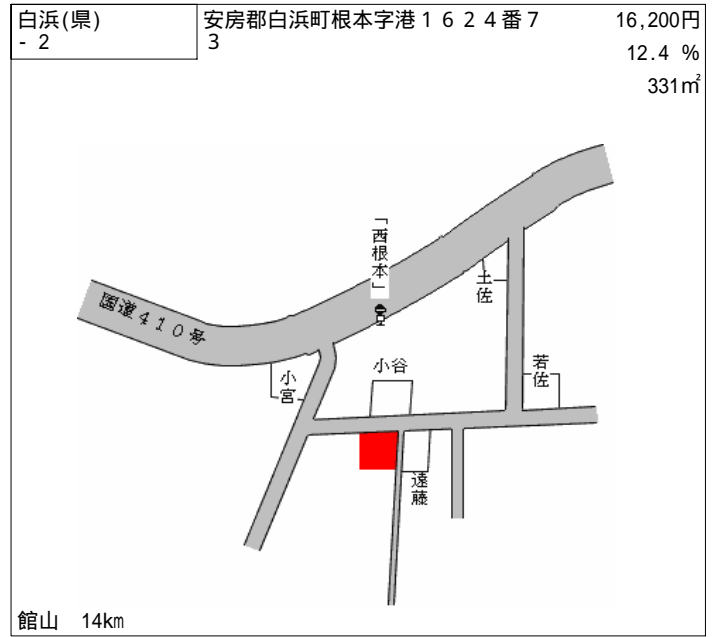 白浜(県)
- 2
安房郡白浜町根本字港1624番7
3
16,200円
12.4 %
331㎡
「西根本」
土佐
国道410号
小谷
若佐
小宮
遠藤
館山 14km